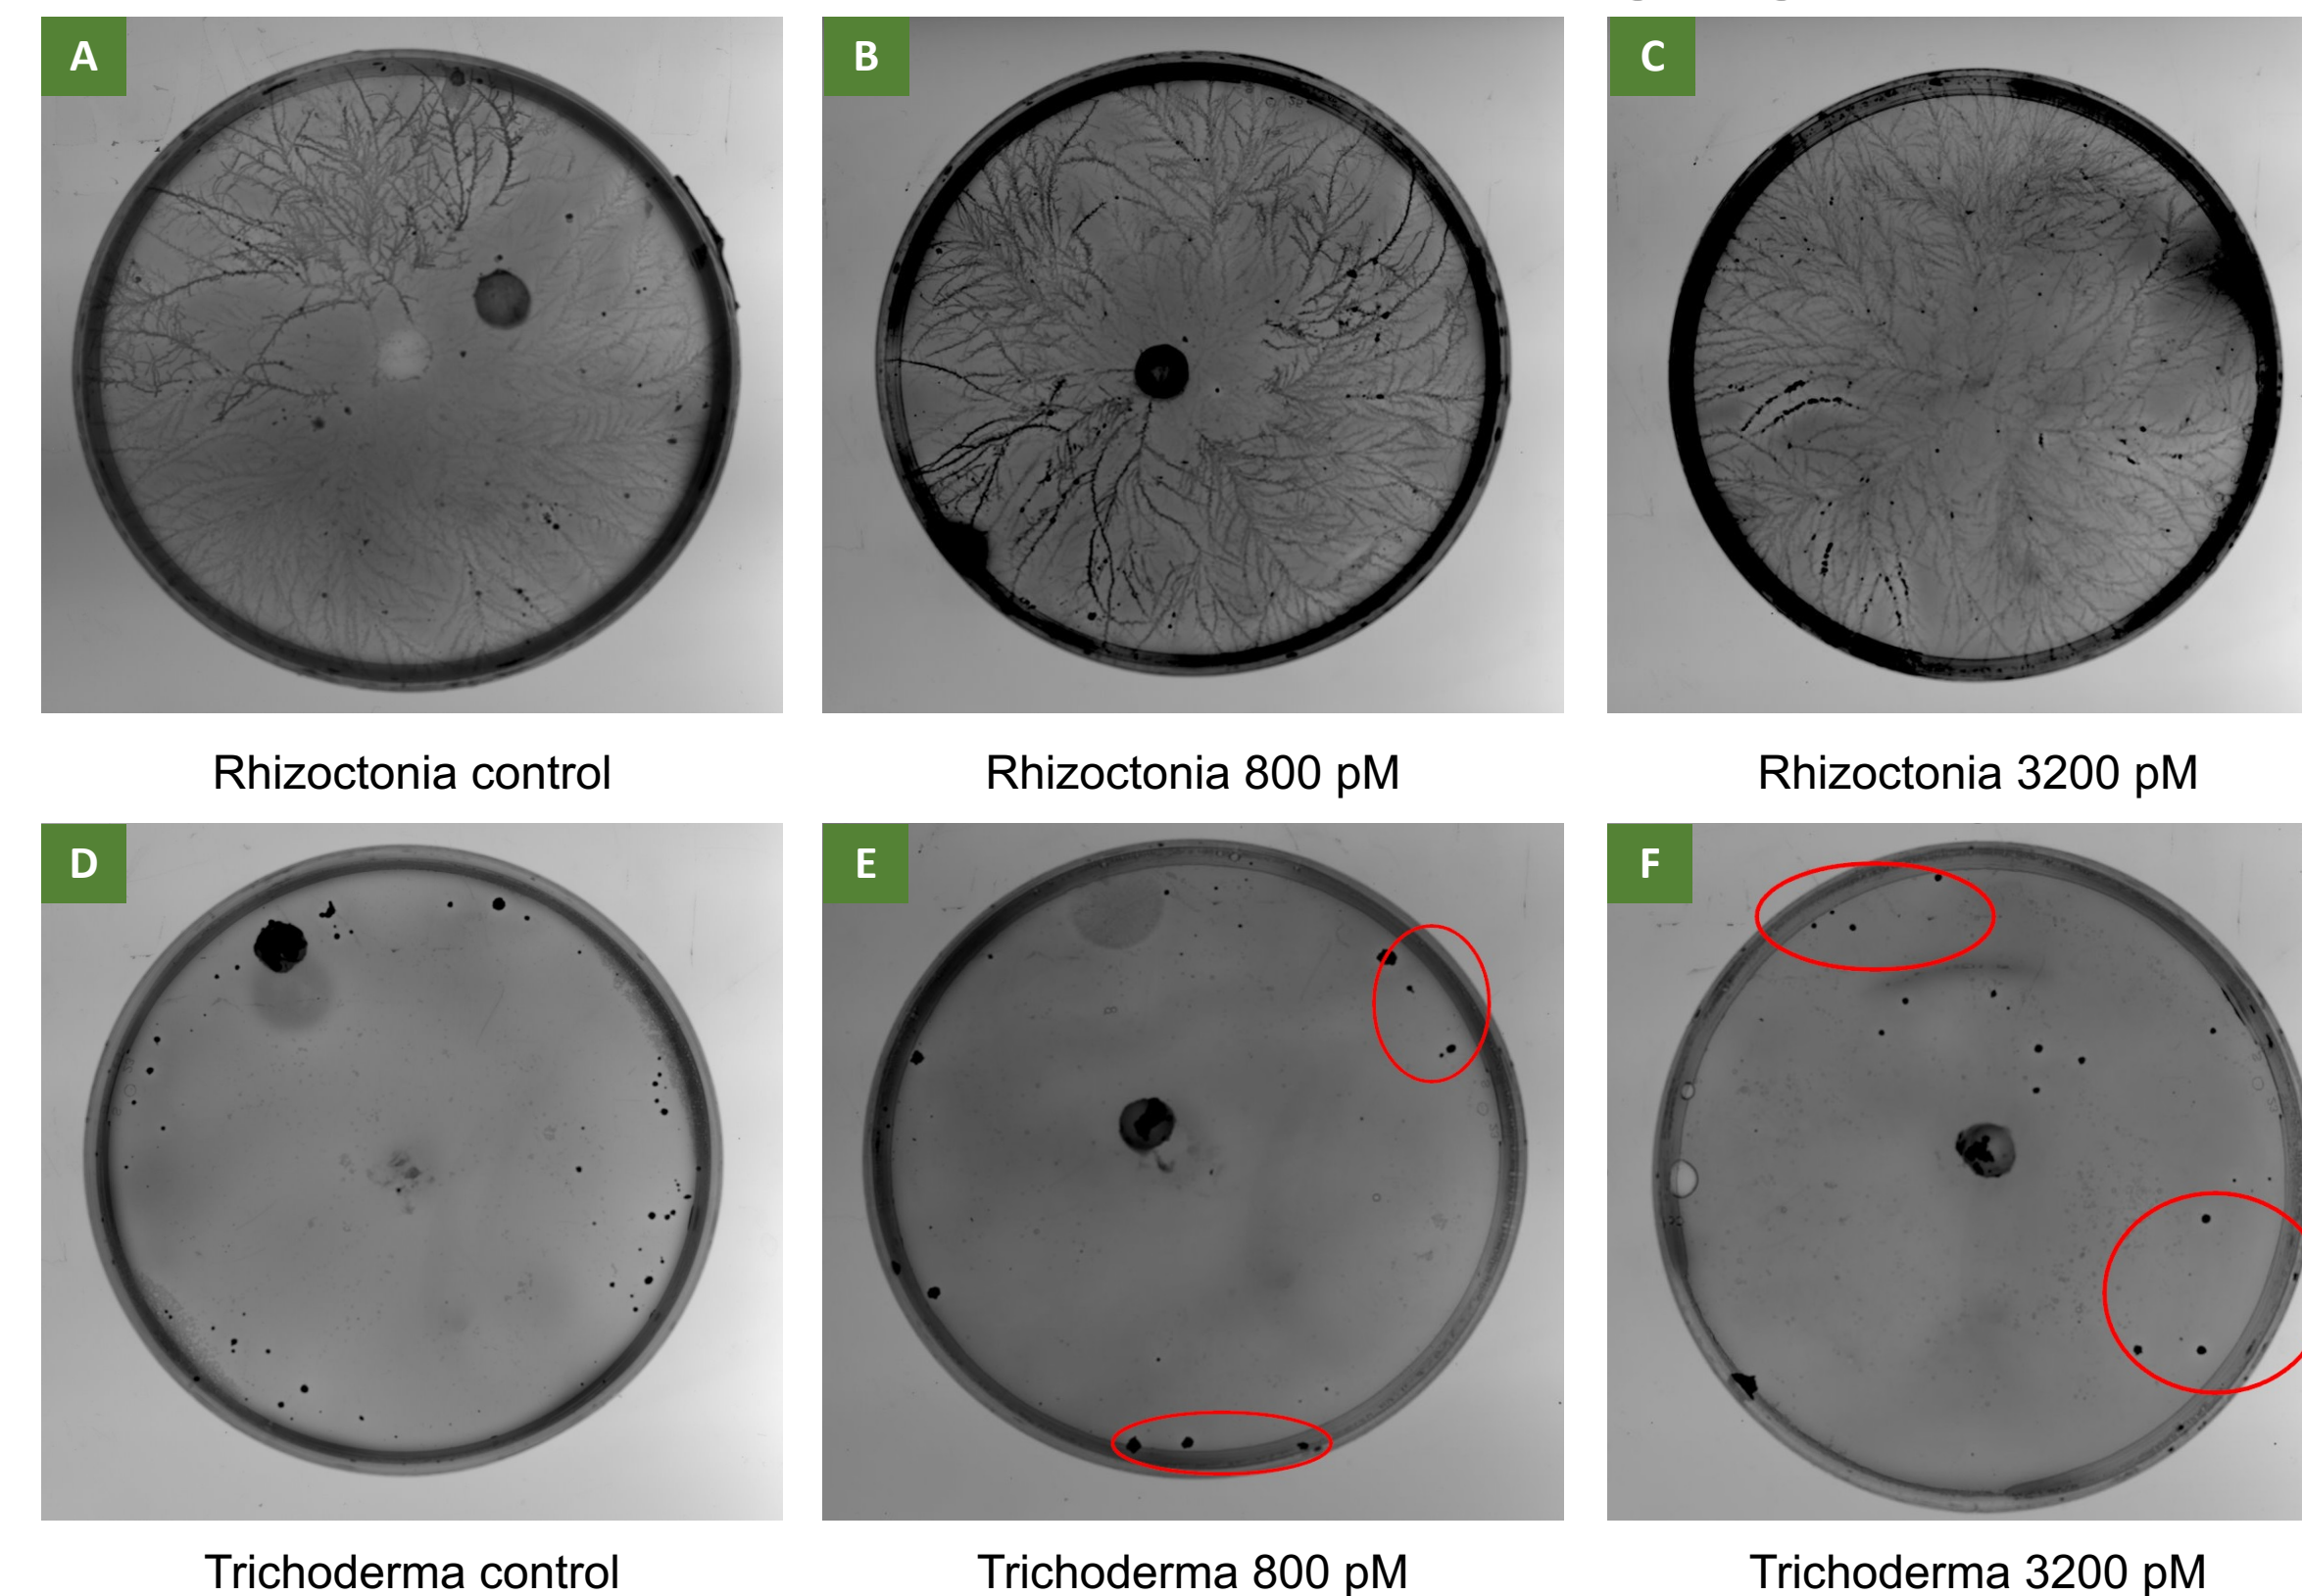 A
B
C
Rhizoctonia control
Rhizoctonia 800 pM
Rhizoctonia 3200 pM
D
E
F
Trichoderma control
Trichoderma 800 pM
Trichoderma 3200 pM